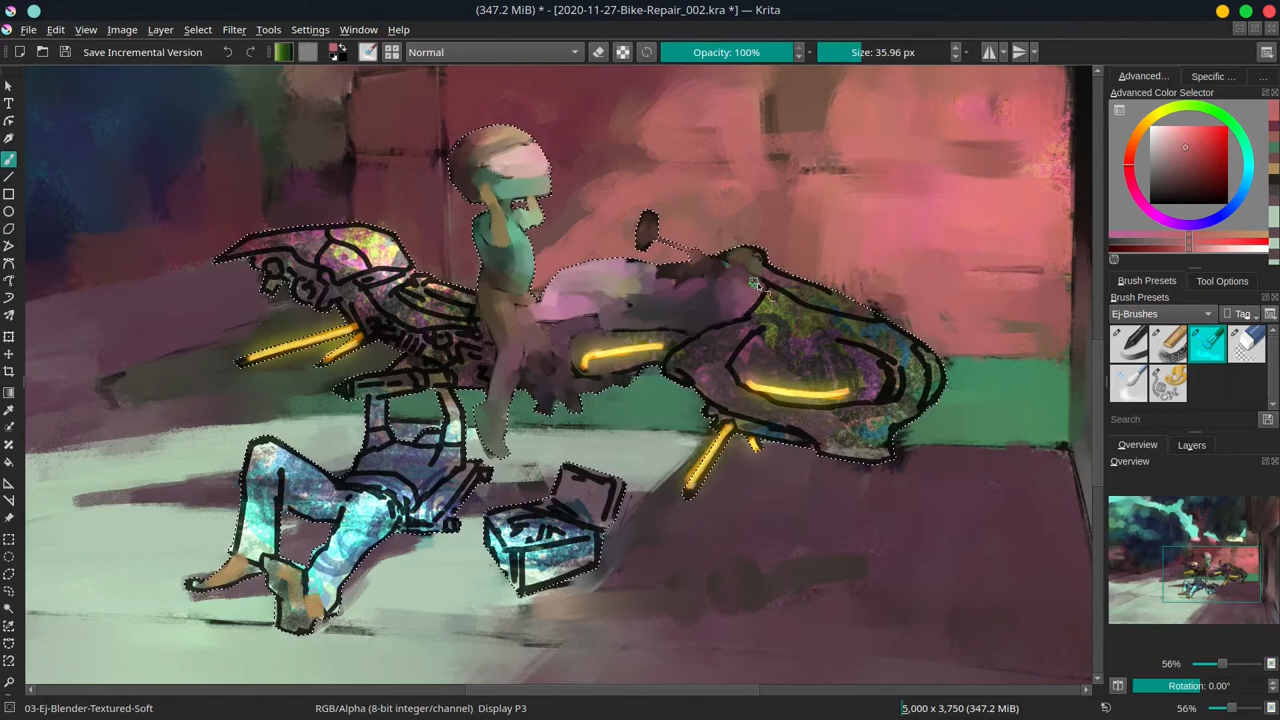 (347.2 MiB) * - [2020-11-27-Bike-Repair_002.kra *] — Krita
File Edit View Image Layer Select Filter Tools Settings Window Help
Save Incremental Version Normal Opacity: 100% Size: 35.96 px
Advanced... Specific ... ...
Advanced Color Selector
Brush Presets Tool Options
Brush Presets
Ej-Brushes Tag
Search
Overview Layers
Overview
56%
Rotation: 0.00°
03-Ej-Blender-Textured-Soft RGB/Alpha (8-bit integer/channel) Display P3 5,000 x 3,750 (347.2 MiB) 56%